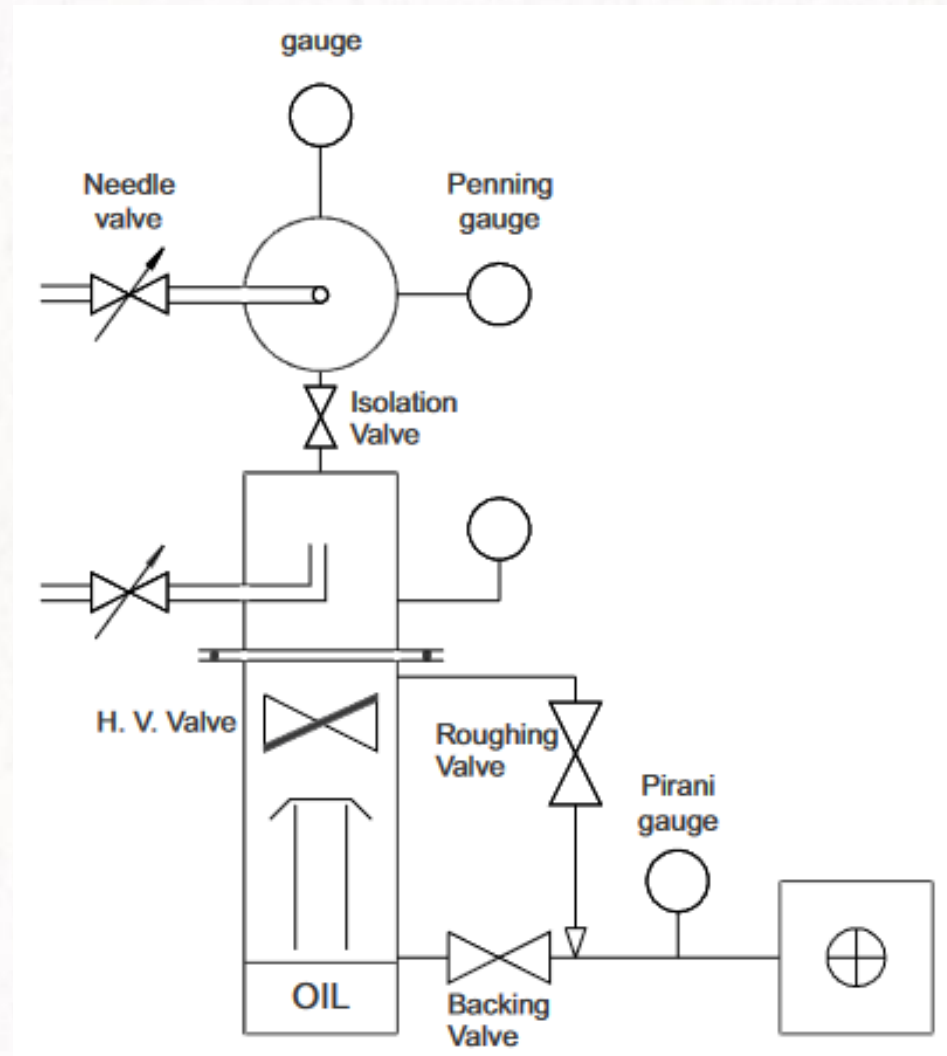 gauge
Needle
valve
Penning
gauge
Isolation
Valve
H. V. Valve
Roughing
Valve
Pirani
gauge
OIL
Backing
Valve